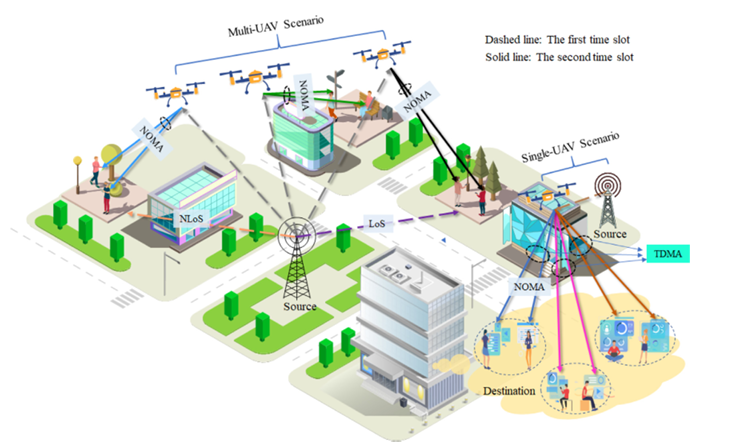 Multi-UAV Scenario
Dashed line: The first time slot
Solid line: The second time slot
NOMA
NOMA
NOMA
Single-UAV Scenario
NLoS
LoS
Source
Source
TDMA
NOMA
Destination